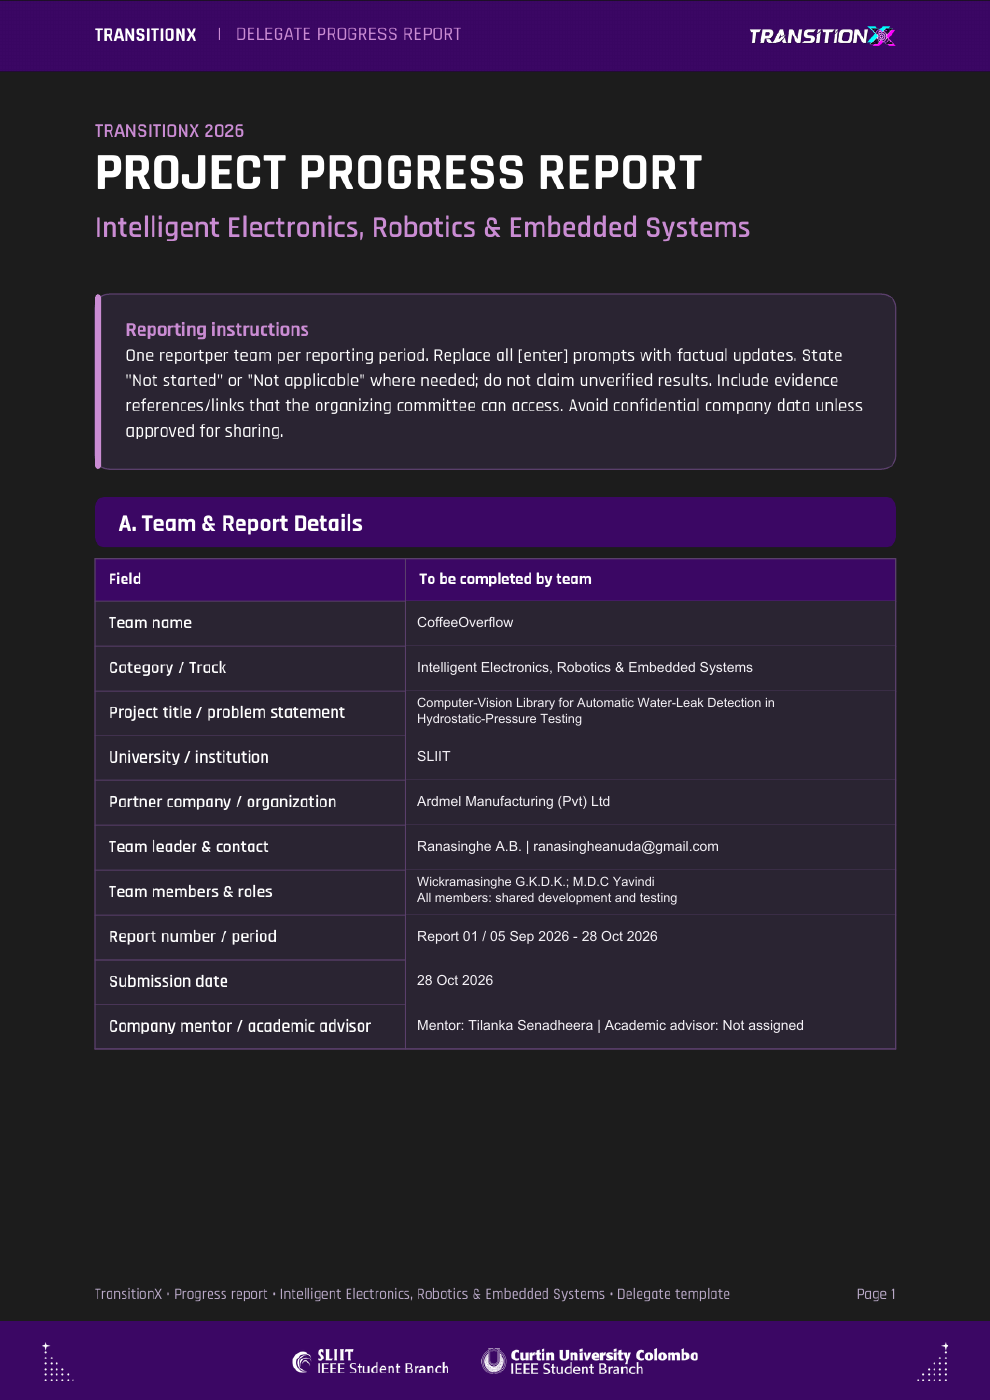 TRANSITIONX | DELEGATE PROGRESS REPORT
TRANSITIONX
TRANSITIONX 2026
PROJECT PROGRESS REPORT
Intelligent Electronics, Robotics & Embedded Systems
Reporting instructions
One reportper team per reporting period. Replace all [enter] prompts with factual updates. State
"Not started" or "Not applicable" where needed; do not claim unverified results. Include evidence
references/links that the organizing committee can access. Avoid confidential company data unless
approved for sharing.
A. Team & Report Details
Field To be completed by team
Team name CoffeeOverflow
Category / Track Intelligent Electronics, Robotics & Embedded Systems
Project title / problem statement Computer-Vision Library for Automatic Water-Leak Detection in
Hydrostatic-Pressure Testing
University / institution SLIIT
Partner company / organization Ardmel Manufacturing (Pvt) Ltd
Team leader & contact Ranasinghe A.B. | ranasingheanuda@gmail.com
Team members & roles Wickramasinghe G.K.D.K.; M.D.C Yavindi
All members: shared development and testing
Report number / period Report 01 / 05 Sep 2026 - 28 Oct 2026
Submission date 28 Oct 2026
Company mentor / academic advisor Mentor: Tilanka Senadheera | Academic advisor: Not assigned
TransitionX • Progress report • Intelligent Electronics, Robotics & Embedded Systems • Delegate template Page 1
SLIIT
IEEE Student Branch
Curtin University Colombo
IEEE Student Branch